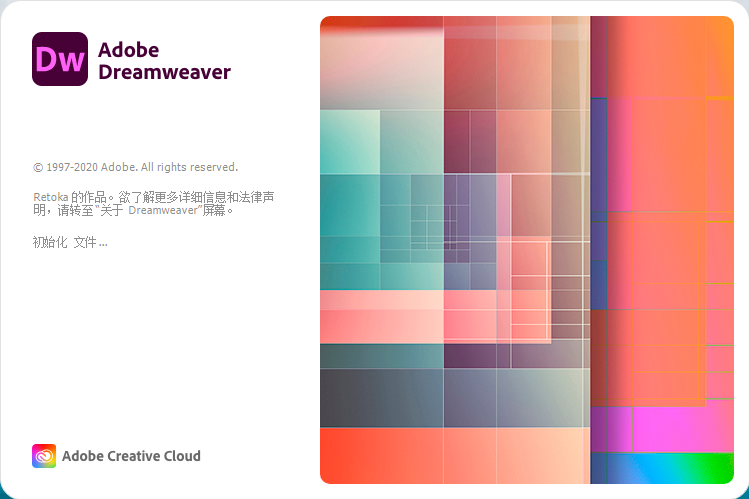 Dw
Adobe
Dreamweaver
© 1997-2020 Adobe. All rights reserved.
Retoka 的作品。欲了解更多详细信息和法律声
明，请转至“关于 Dreamweaver”屏幕。
初始化 文件...
Adobe Creative Cloud